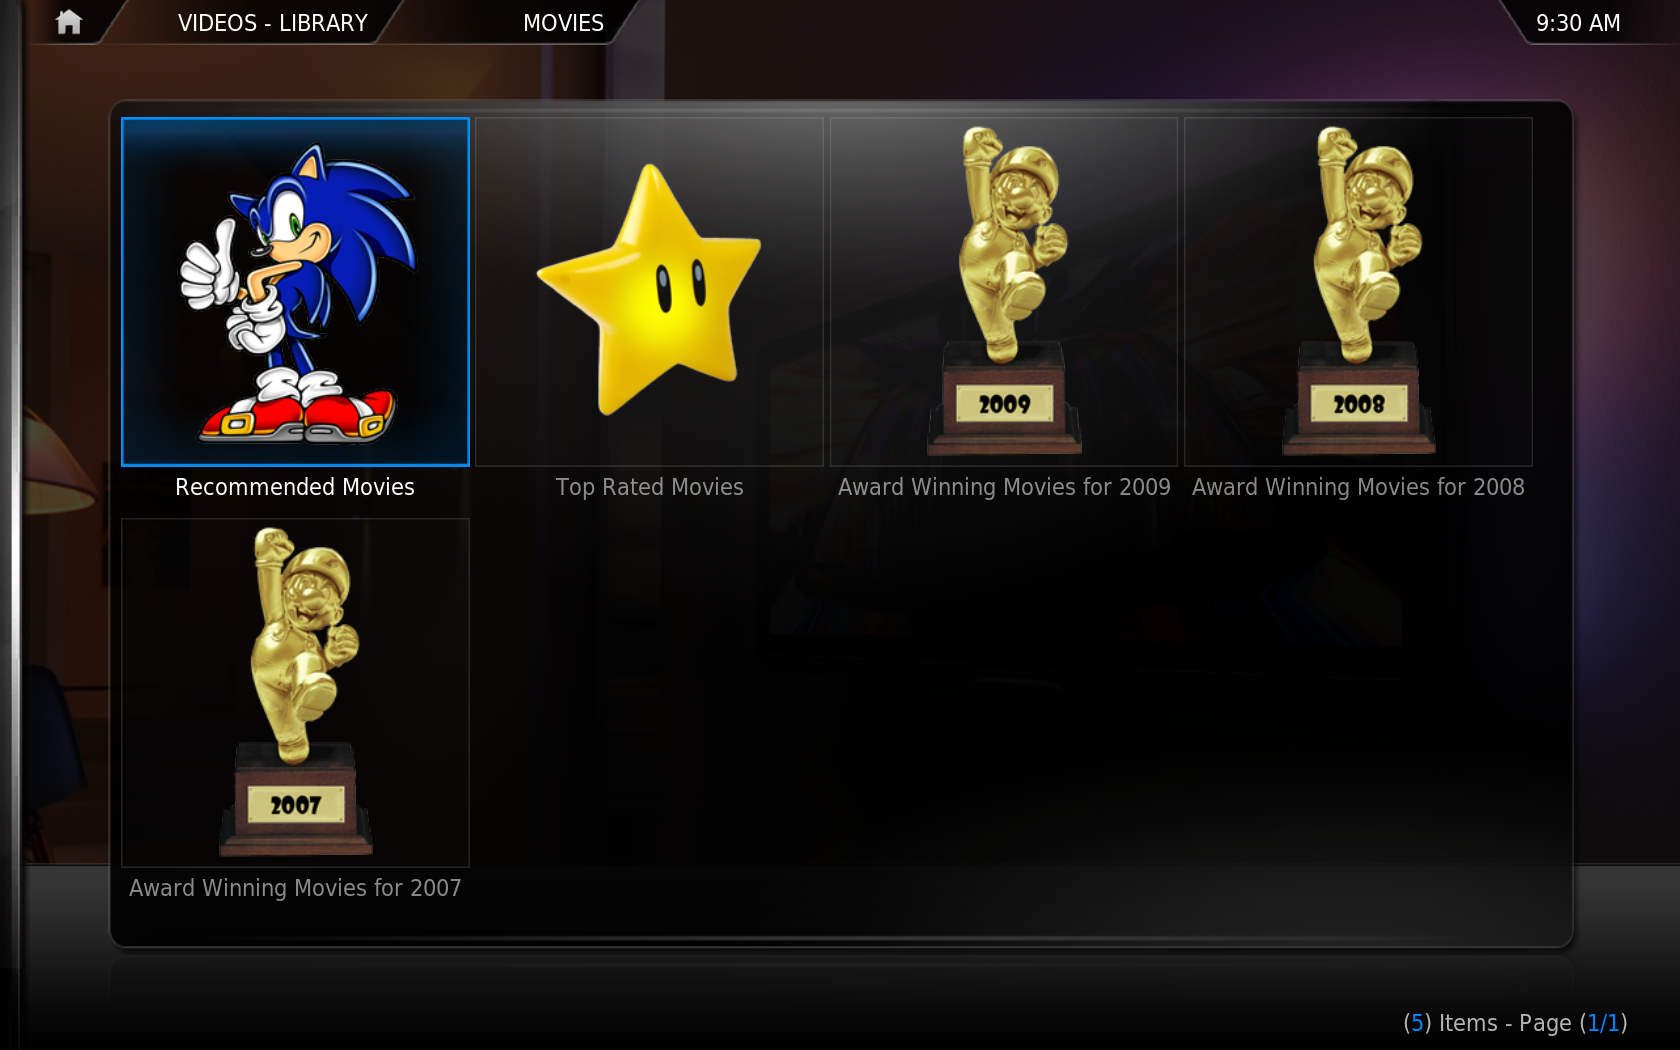 VIDEOS - LIBRARY
MOVIES
9:30 AM
2009
2008
Recommended Movies
Top Rated Movies
Award Winning Movies for 2009
Award Winning Movies for 2008
2007
Award Winning Movies for 2007
(5) Items - Page (1/1)